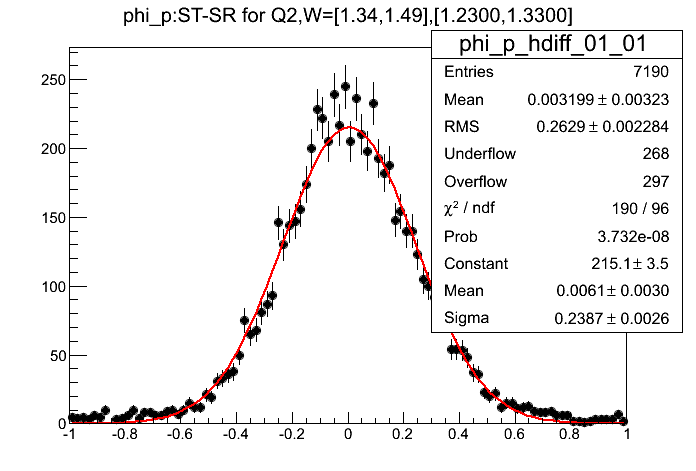 phi_p:ST-SR for Q2,W=[1.34,1.49],[1.2300,1.3300]
phi_p_hdiff_01_01
Entries 7190
Mean 0.003199 ± 0.00323
RMS 0.2629 ± 0.002284
Underflow 268
Overflow 297
χ² / ndf 190 / 96
Prob 3.732e-08
Constant 215.1 ± 3.5
Mean 0.0061 ± 0.0030
Sigma 0.2387 ± 0.0026
250
200
150
100
50
0
-1 -0.8 -0.6 -0.4 -0.2 0 0.2 0.4 0.6 0.8 1